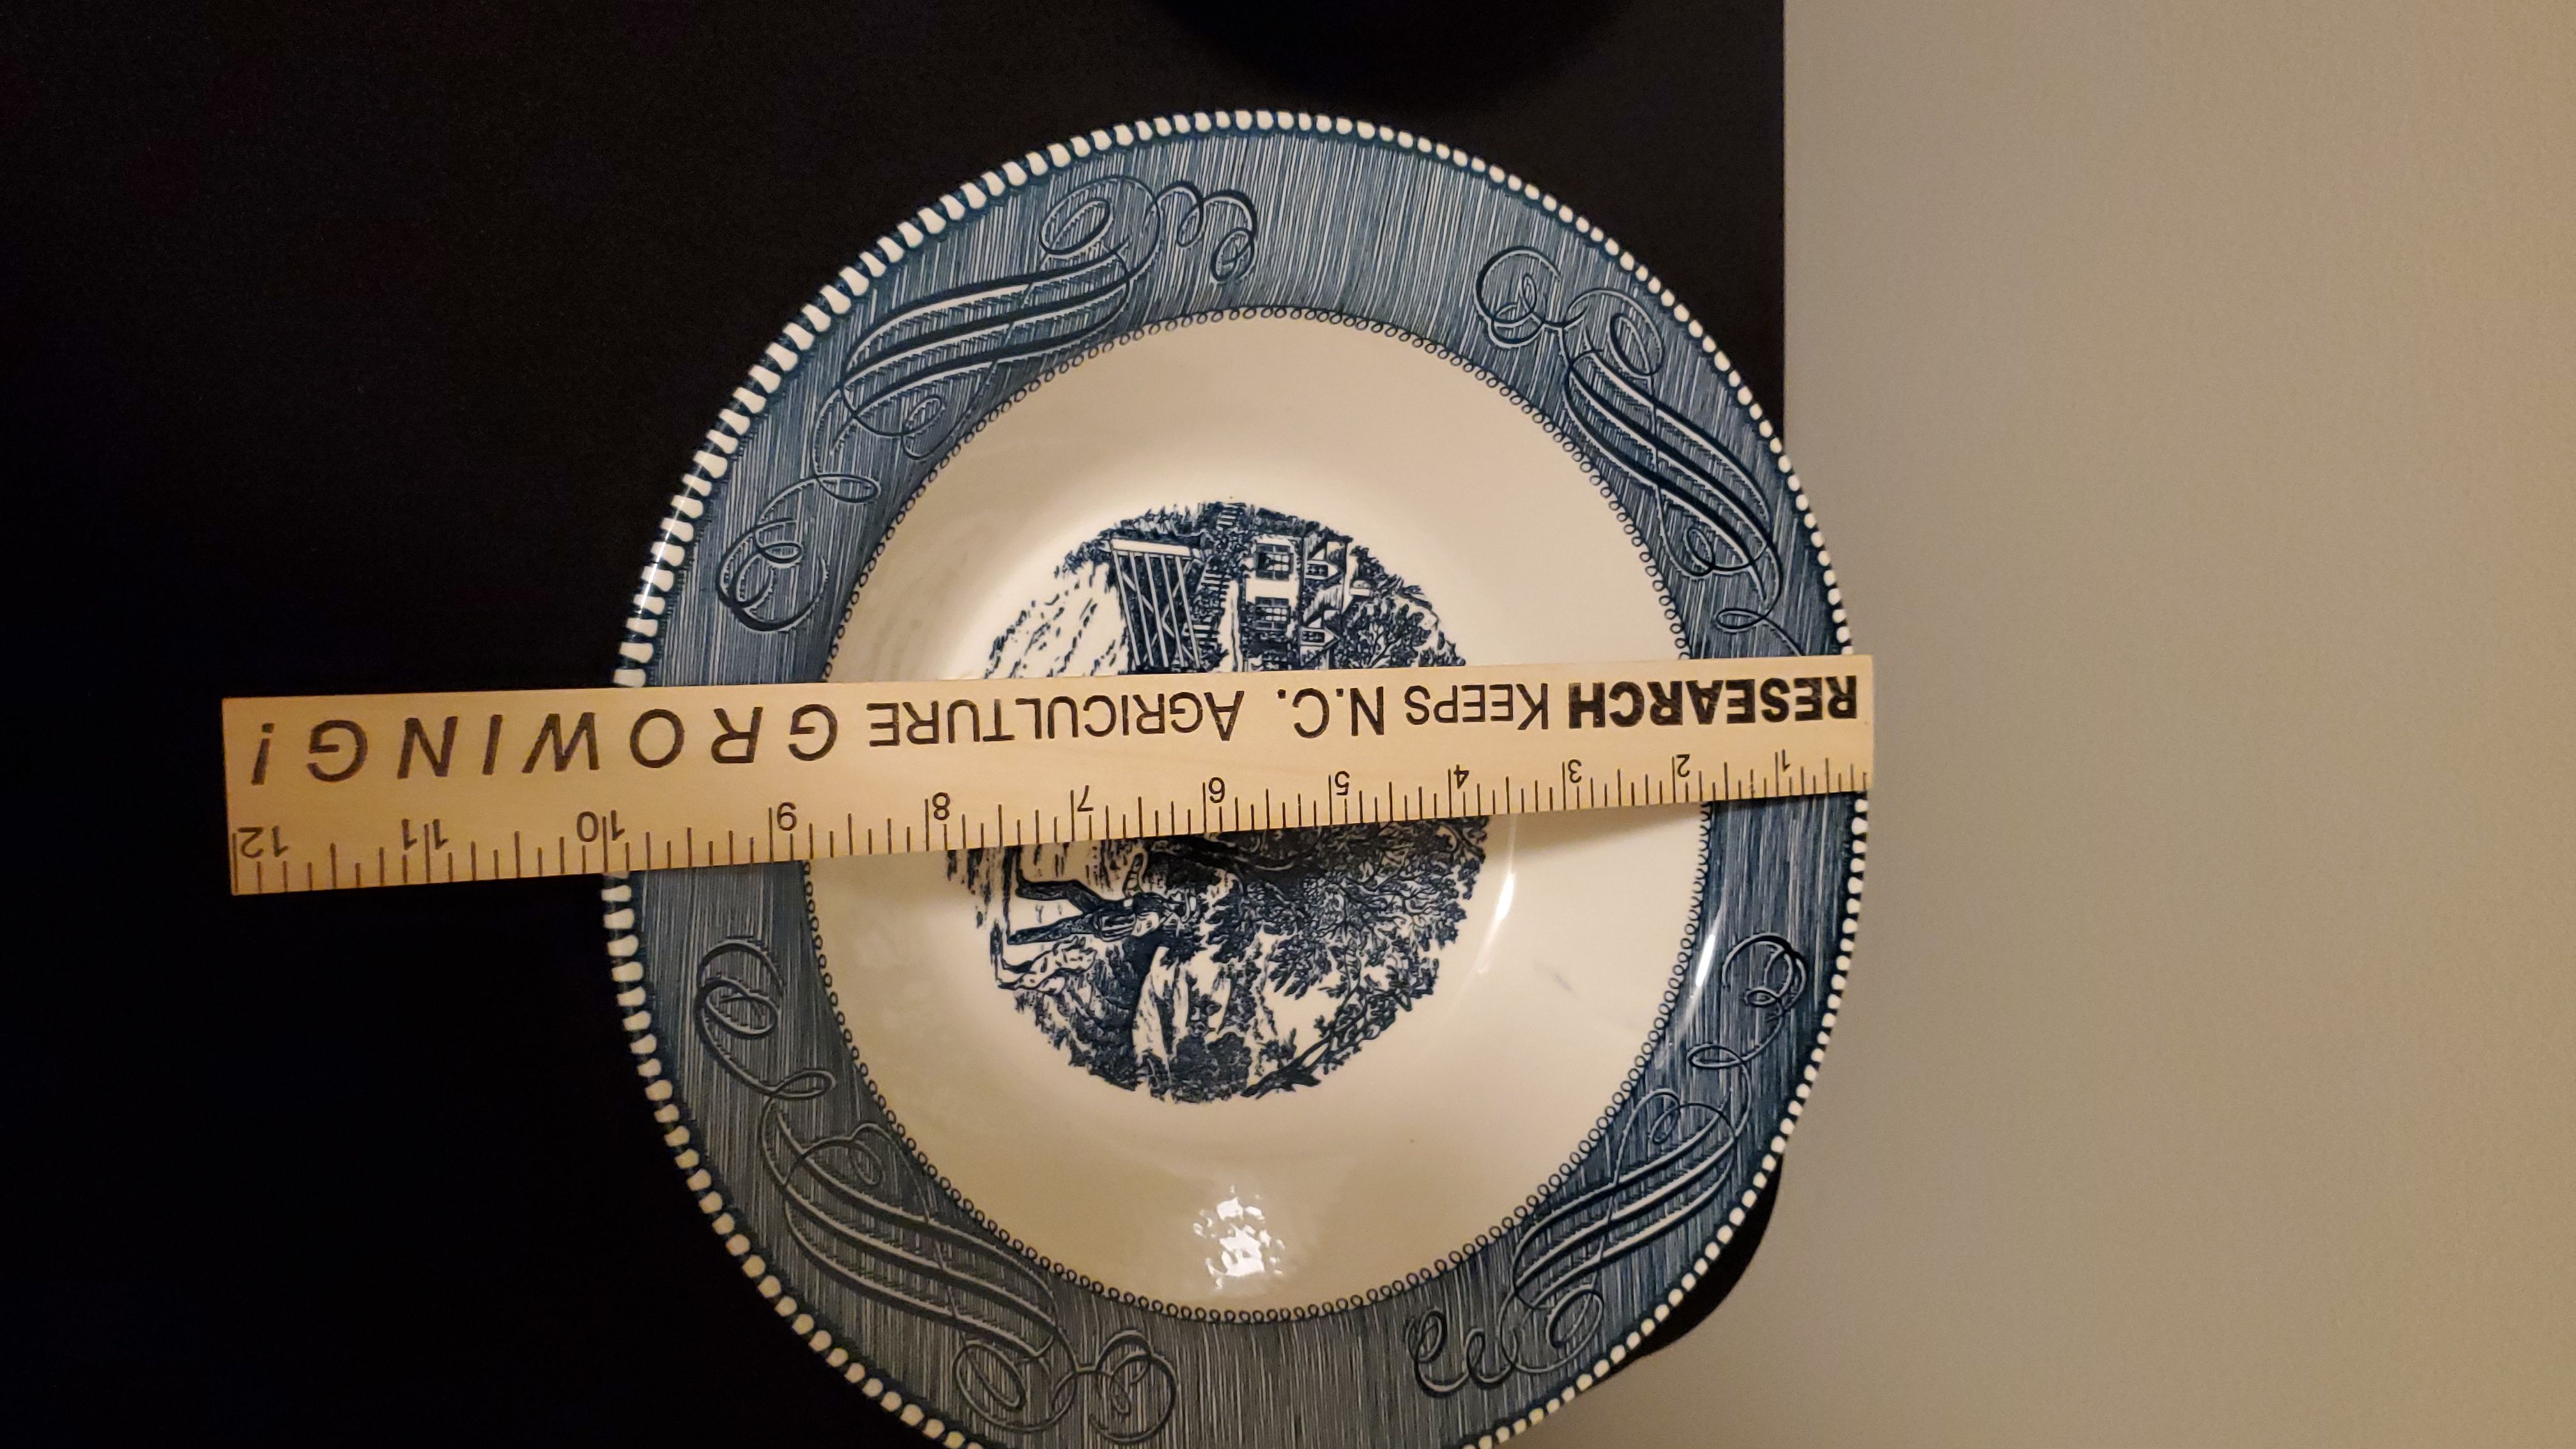 RESEARCH KEEPS N.C. AGRICULTURE GROWING!
1 2 3 4 5 6 7 8 9 10 11 12